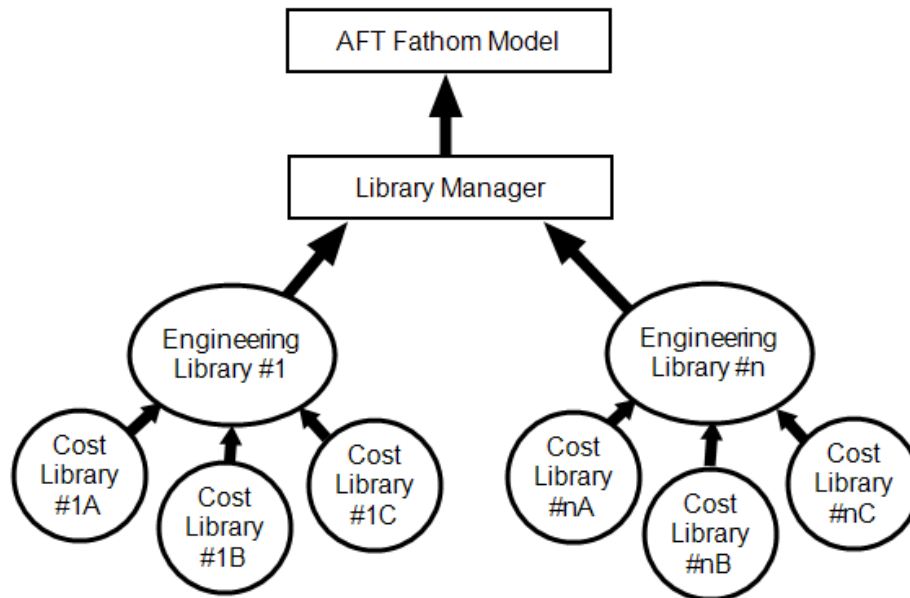 AFT Fathom Model
Library Manager
Engineering
Library #1
Engineering
Library #n
Cost
Library
#1A
Cost
Library
#1B
Cost
Library
#1C
Cost
Library
#nA
Cost
Library
#nB
Cost
Library
#nC